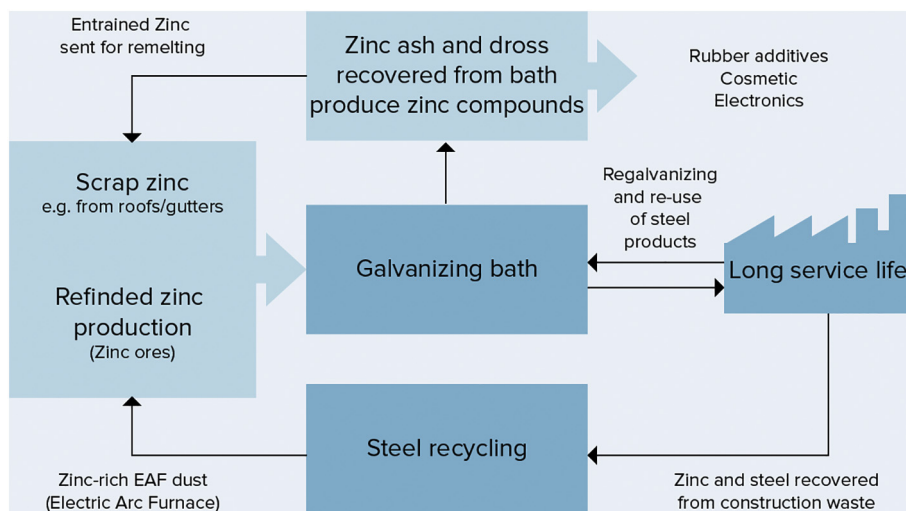 Entrained Zinc
sent for remelting
Zinc ash and dross
recovered from bath
produce zinc compounds
Rubber additives
Cosmetic
Electronics
Scrap zinc
e.g. from roofs/gutters
Refinded zinc
production
(Zinc ores)
Galvanizing bath
Regalvanizing
and re-use
of steel
products
Long service life
Steel recycling
Zinc-rich EAF dust
(Electric Arc Furnace)
Zinc and steel recovered
from construction waste